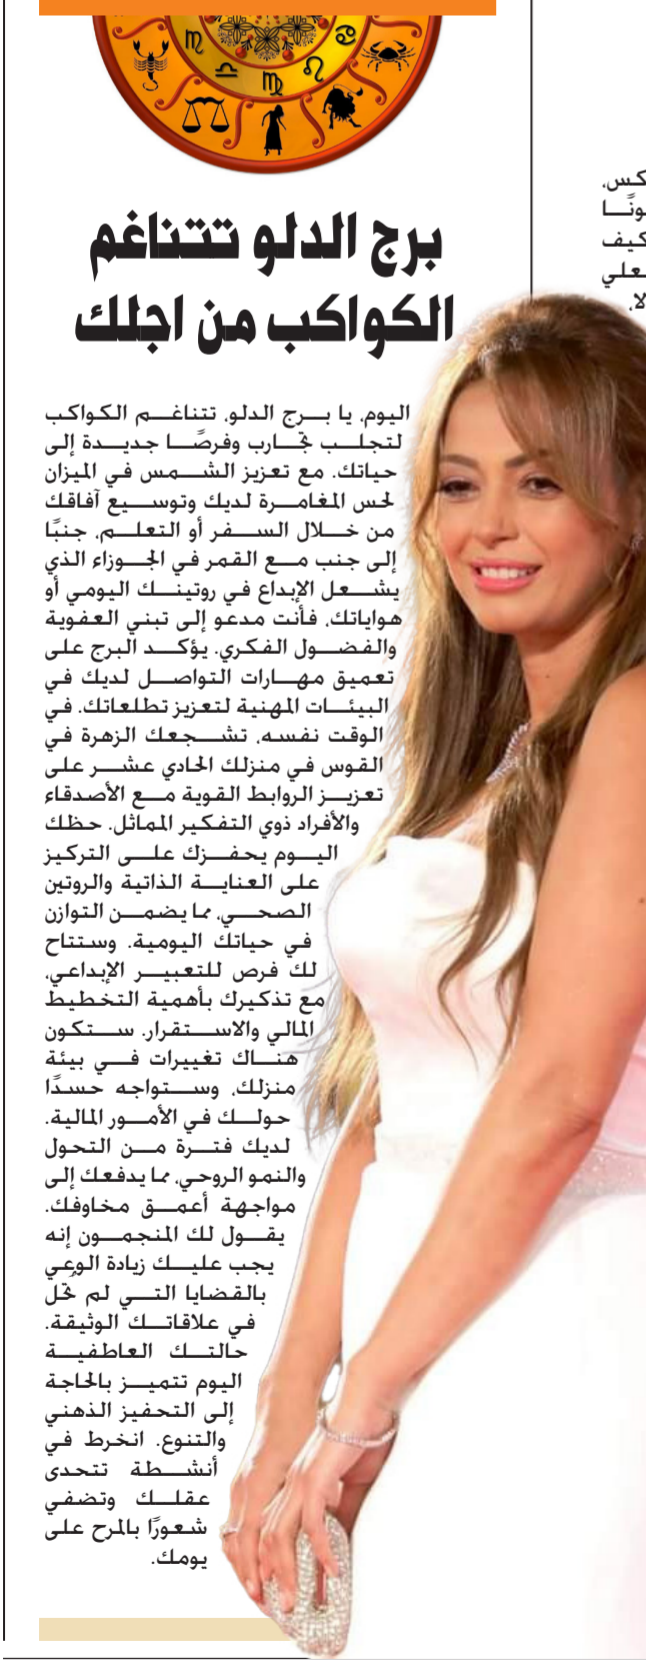 برج الدلو تتناغم
الكواكب من اجلك
اليوم، يا برج الدلو، تتناغم الكواكب
لتجلب تجارب وفرصًا جديدة إلى
حياتك. مع تعزيز الشمس في الميزان
لحس المغامرة لديك وتوسيع آفاقك
من خلال السفر أو التعلم، جنبًا
إلى جنب مع القمر في الجوزاء الذي
يشعل الإبداع في روتينك اليومي أو
هواياتك، فأنت مدعو إلى تبني العفوية
والفضول الفكري. يؤكد البرج على
تعميق مهارات التواصل لديك في
البيئات المهنية لتعزيز تطلعاتك. في
الوقت نفسه، تشجعك الزهرة في
القوس في منزلك الحادي عشر على
تعزيز الروابط القوية مع الأصدقاء
والأفراد ذوي التفكير المماثل. حظك
اليوم يحفزك على التركيز
على العناية الذاتية والروتين
الصحي، مما يضمن التوازن
في حياتك اليومية. وستتاح
لك فرص للتعبير الإبداعي،
مع تذكيرك بأهمية التخطيط
المالي والاستقرار. ستكون
هناك تغييرات في بيئة
منزلك، وستواجه حسدًا
حولك في الأمور المالية.
لديك فترة من التحول
والنمو الروحي، مما يدفعك إلى
مواجهة أعمق مخاوفك.
يقول لك المنجمون إنه
يجب عليك زيادة الوعي
بالقضايا التي لم تحل
في علاقاتك الوثيقة.
حالتك العاطفية
اليوم تتميز بالحاجة
إلى التحفيز الذهني
والتنوع. انخرط في
أنشطة تتحدى
عقلك وتضفي
شعورًا بالمرح على
يومك.
كيف